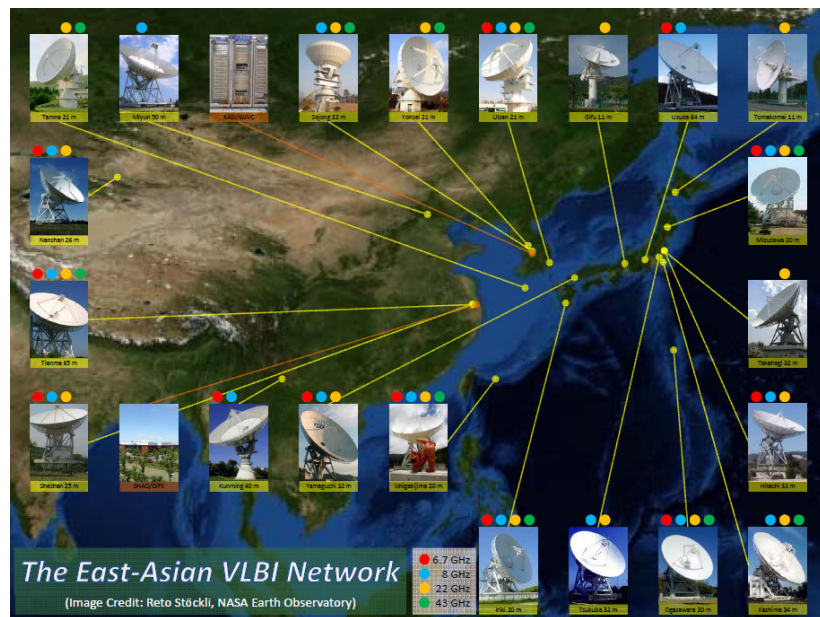 Tamna 21 m
Miyun 50 m
KASI/KJJVC
Sejong 22 m
Yonsei 21 m
Ulsan 21 m
Gifu 11 m
Usuda 64 m
Tomakomai 11 m
Nanshan 26 m
Mizusawa 20 m
Tianma 65 m
Takahagi 32 m
Sheshan 25 m
SHAO/DiFX
Kunming 40 m
Yamaguchi 32 m
Ishigakijima 20 m
Hitachi 32 m
The East-Asian VLBI Network
(Image Credit: Reto Stöckli, NASA Earth Observatory)
6.7 GHz
8 GHz
22 GHz
43 GHz
Iriki 20 m
Tsukuba 32 m
Ogasawara 20 m
Kashima 34 m